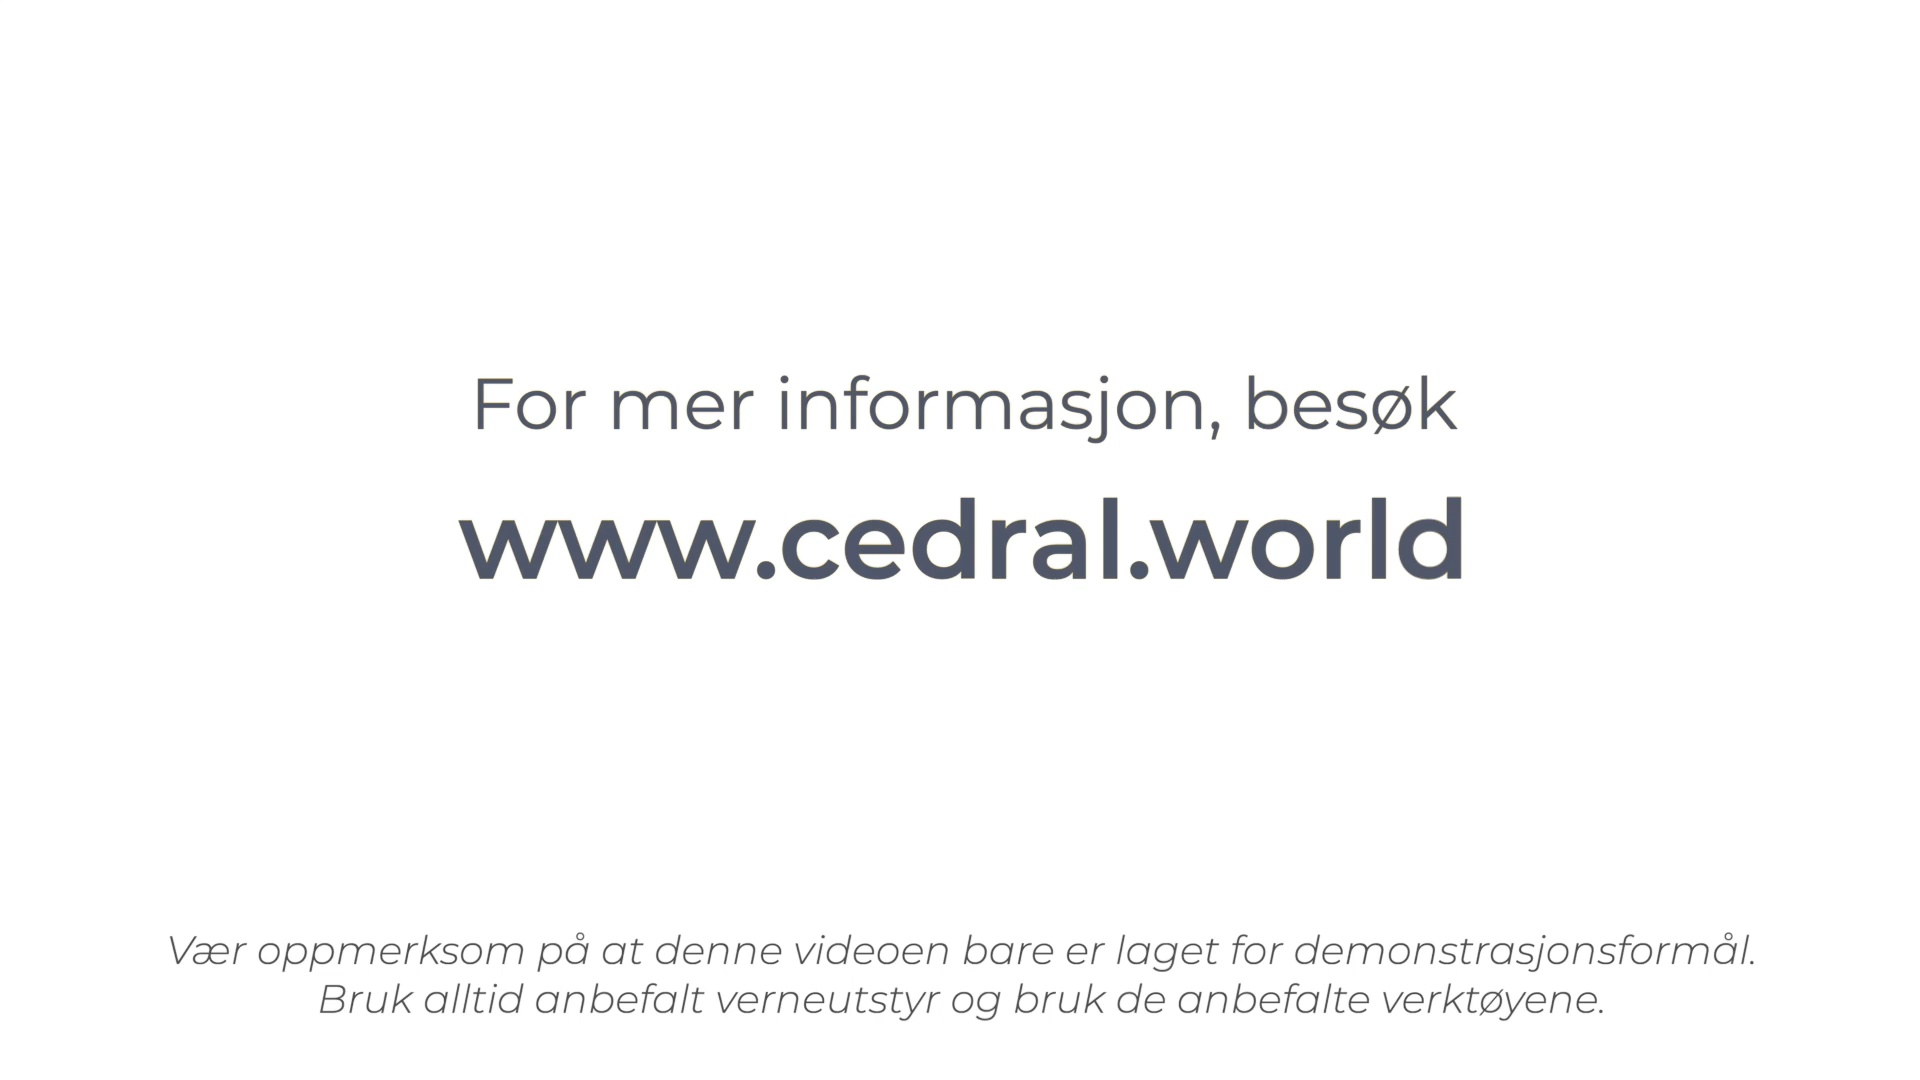 For mer informasjon, besøk
www.cedral.world
Vær oppmerksom på at denne videoen bare er laget for demonstrasjonsformål.
Bruk alltid anbefalt verneutstyr og bruk de anbefalte verktøyene.